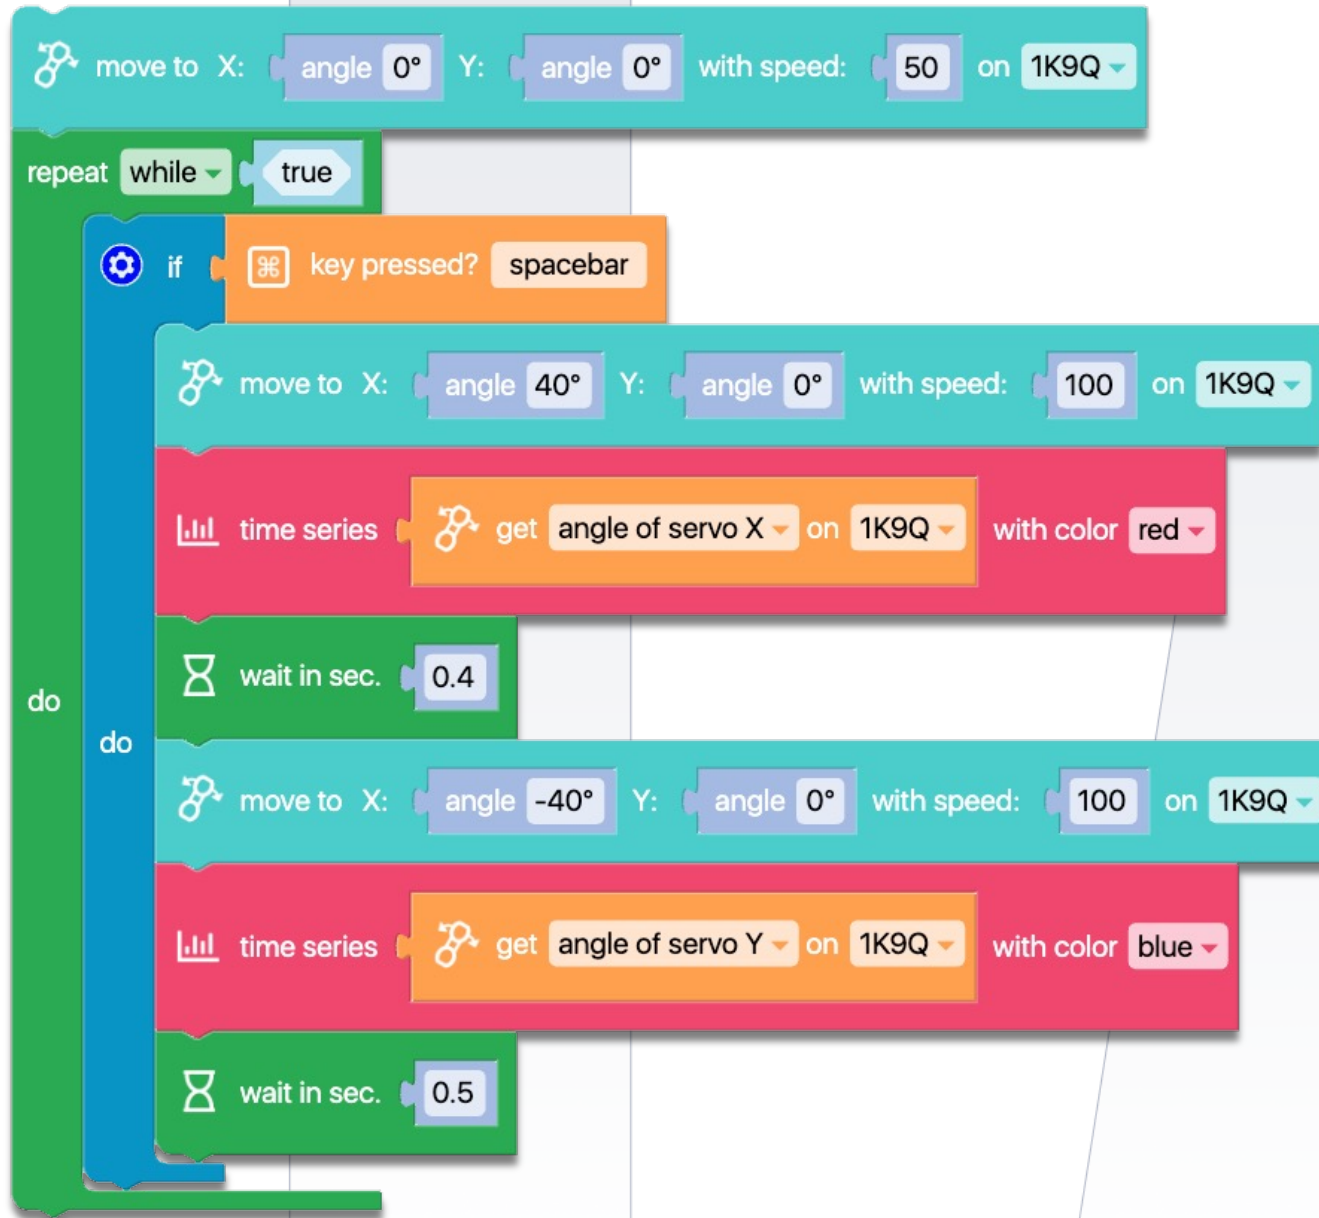 move to X: angle 0° Y: angle 0° with speed: 50 on 1K9Q
repeat while true
if key pressed? spacebar
move to X: angle 40° Y: angle 0° with speed: 100 on 1K9Q
time series get angle of servo X on 1K9Q with color red
wait in sec. 0.4
do
do
move to X: angle -40° Y: angle 0° with speed: 100 on 1K9Q
time series get angle of servo Y on 1K9Q with color blue
wait in sec. 0.5